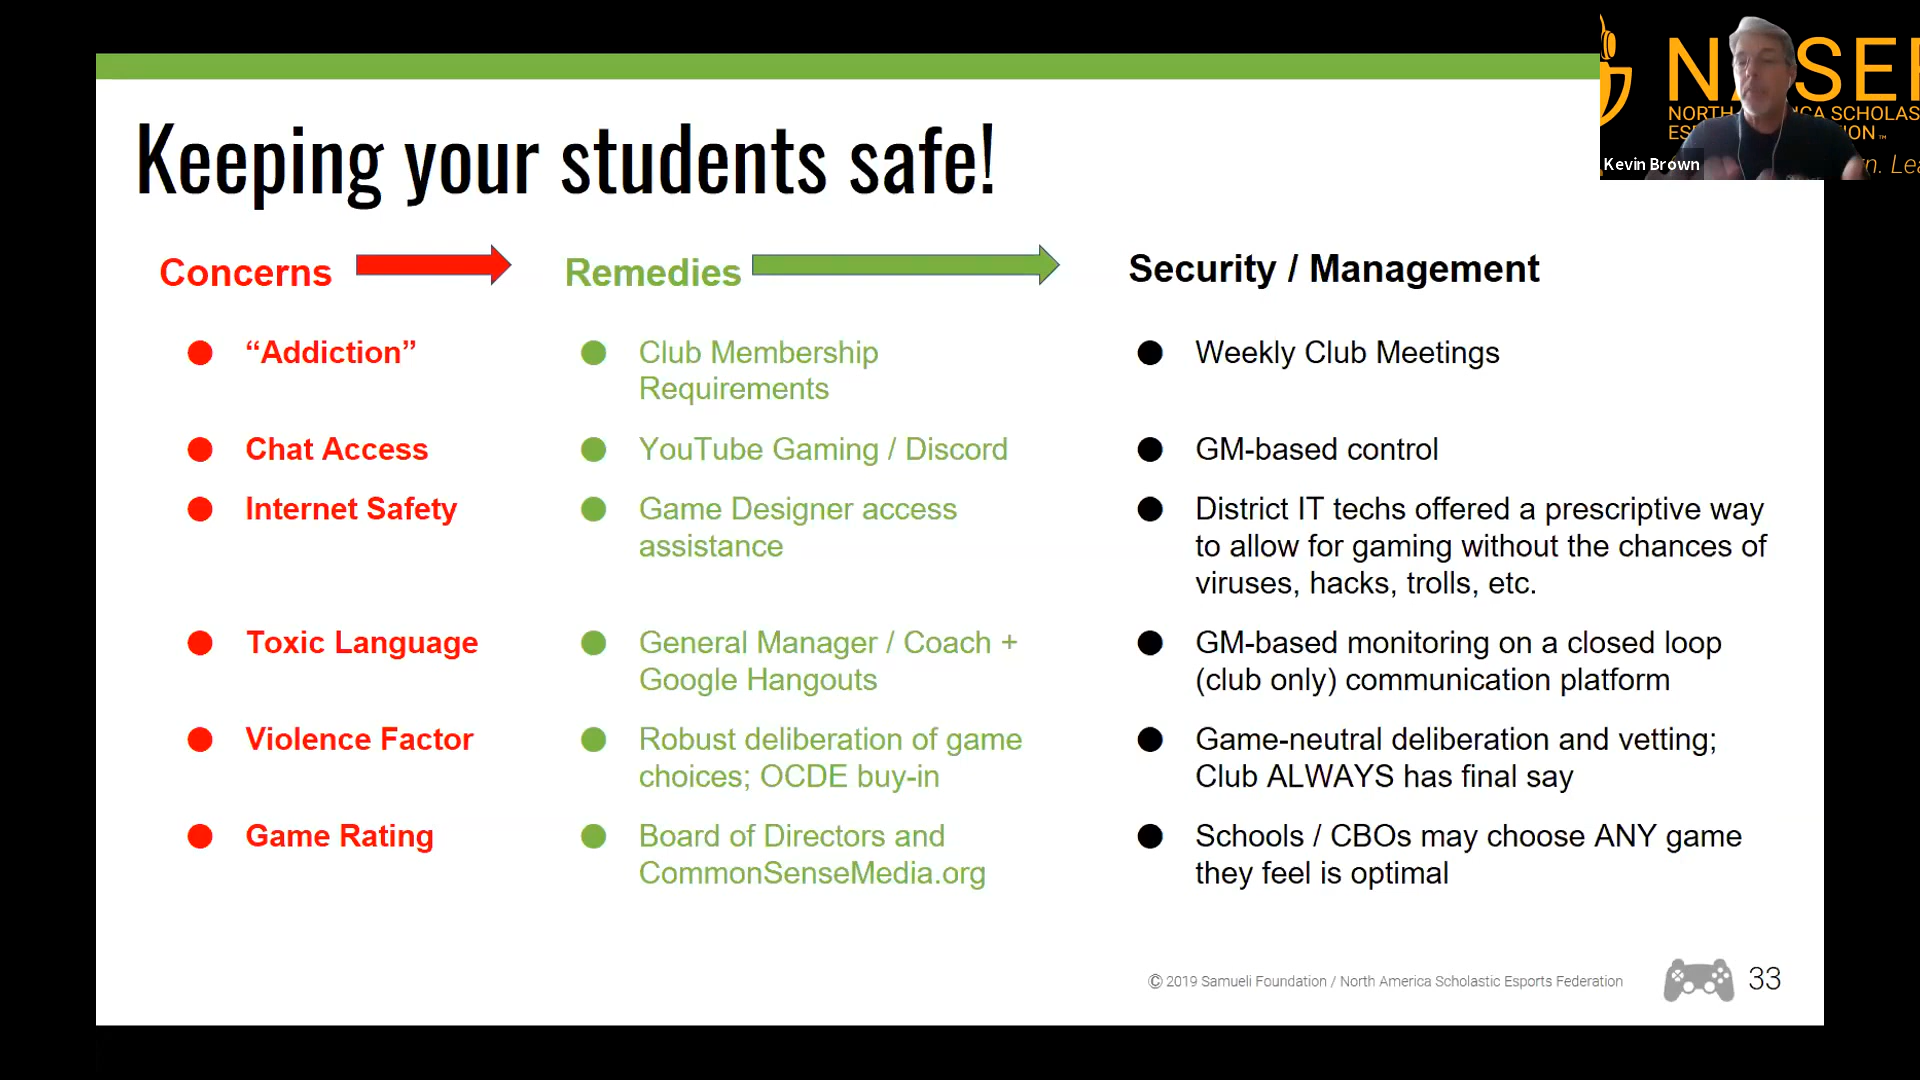 Keeping your students safe!
Concerns
Remedies
Security / Management
“Addiction”
Club Membership
Requirements
Weekly Club Meetings
Chat Access
YouTube Gaming / Discord
GM-based control
Internet Safety
Game Designer access
assistance
District IT techs offered a prescriptive way
to allow for gaming without the chances of
viruses, hacks, trolls, etc.
Toxic Language
General Manager / Coach +
Google Hangouts
GM-based monitoring on a closed loop
(club only) communication platform
Violence Factor
Robust deliberation of game
choices; OCDE buy-in
Game-neutral deliberation and vetting;
Club ALWAYS has final say
Game Rating
Board of Directors and
CommonSenseMedia.org
Schools / CBOs may choose ANY game
they feel is optimal
© 2019 Samueli Foundation / North America Scholastic Esports Federation
33
Kevin Brown